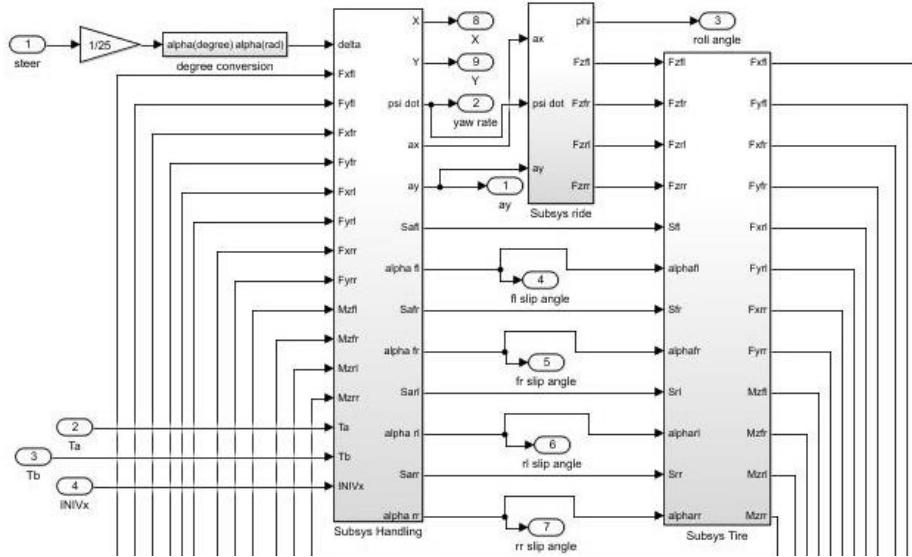 1
steer
1/25
alpha(degree) alpha(rad)
degree conversion
delta
Fxfl
Fyfl
Fxfr
Fyfr
Fxrl
Fyrl
Fxrr
Fyrr
Mzfl
Mzfr
Mzrl
Mzrr
Ta
Tb
INIVx
2
Ta
3
Tb
4
INIVx
X
Y
psi dot
ax
ay
Safl
alpha fl
Safr
alpha fr
Sarl
alpha rl
Sarr
alpha rr
Subsys Handling
8
X
9
Y
2
yaw rate
1
ay
4
fl slip angle
5
fr slip angle
6
rl slip angle
7
rr slip angle
ax
psi dot
ay
phi
Fzfl
Fzfr
Fzrl
Fzrr
Subsys ride
3
roll angle
Fzfl
Fzfr
Fzrl
Fzrr
Sfl
alphafl
Sfr
alphafr
Srl
alpharl
Srr
alpharr
Fxfl
Fyfl
Fxfr
Fyfr
Fxrl
Fyrl
Fxrr
Fyrr
Mzfl
Mzfr
Mzrl
Mzrr
Subsys Tire